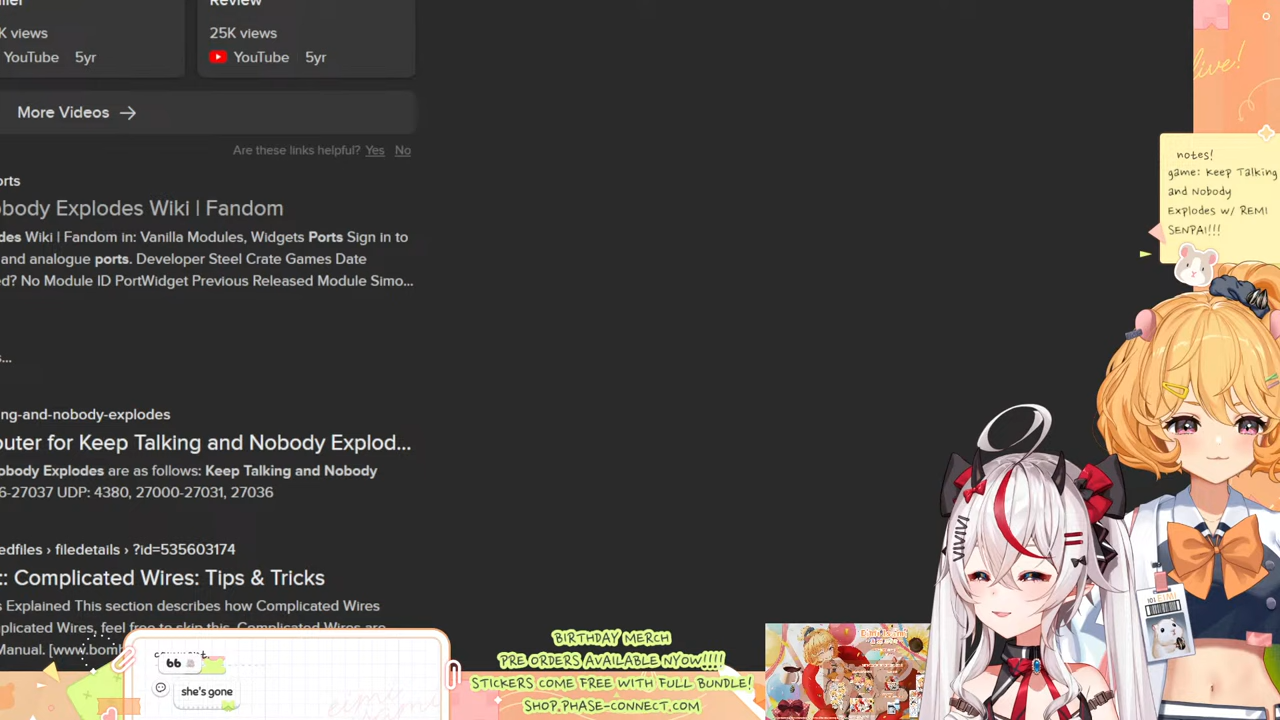 Review
K views
25K views
YouTube 5yr
YouTube 5yr
More Videos →
Are these links helpful? Yes No
orts
obody Explodes Wiki | Fandom
des Wiki | Fandom in: Vanilla Modules, Widgets Ports Sign in to
and analogue ports. Developer Steel Crate Games Date
ed? No Module ID PortWidget Previous Released Module Simo...
s...
ng-and-nobody-explodes
outer for Keep Talking and Nobody Explod...
obody Explodes are as follows: Keep Talking and Nobody
6-27037 UDP: 4380, 27000-27031, 27036
edfiles › filedetails › ?id=535603174
:: Complicated Wires: Tips & Tricks
s Explained This section describes how Complicated Wires
plicated Wires, feel free to skip this. Complicated Wires are
Manual. [www.bomb
bb
she's gone
BIRTHDAY MERCH
PRE ORDERS AVAILABLE NYOW!!!!
STICKERS COME FREE WITH FULL BUNDLE!
SHOP.PHASE-CONNECT.COM
live!
notes!
game: Keep Talking
and Nobody
Explodes w/ REMI
SENPAI!!!